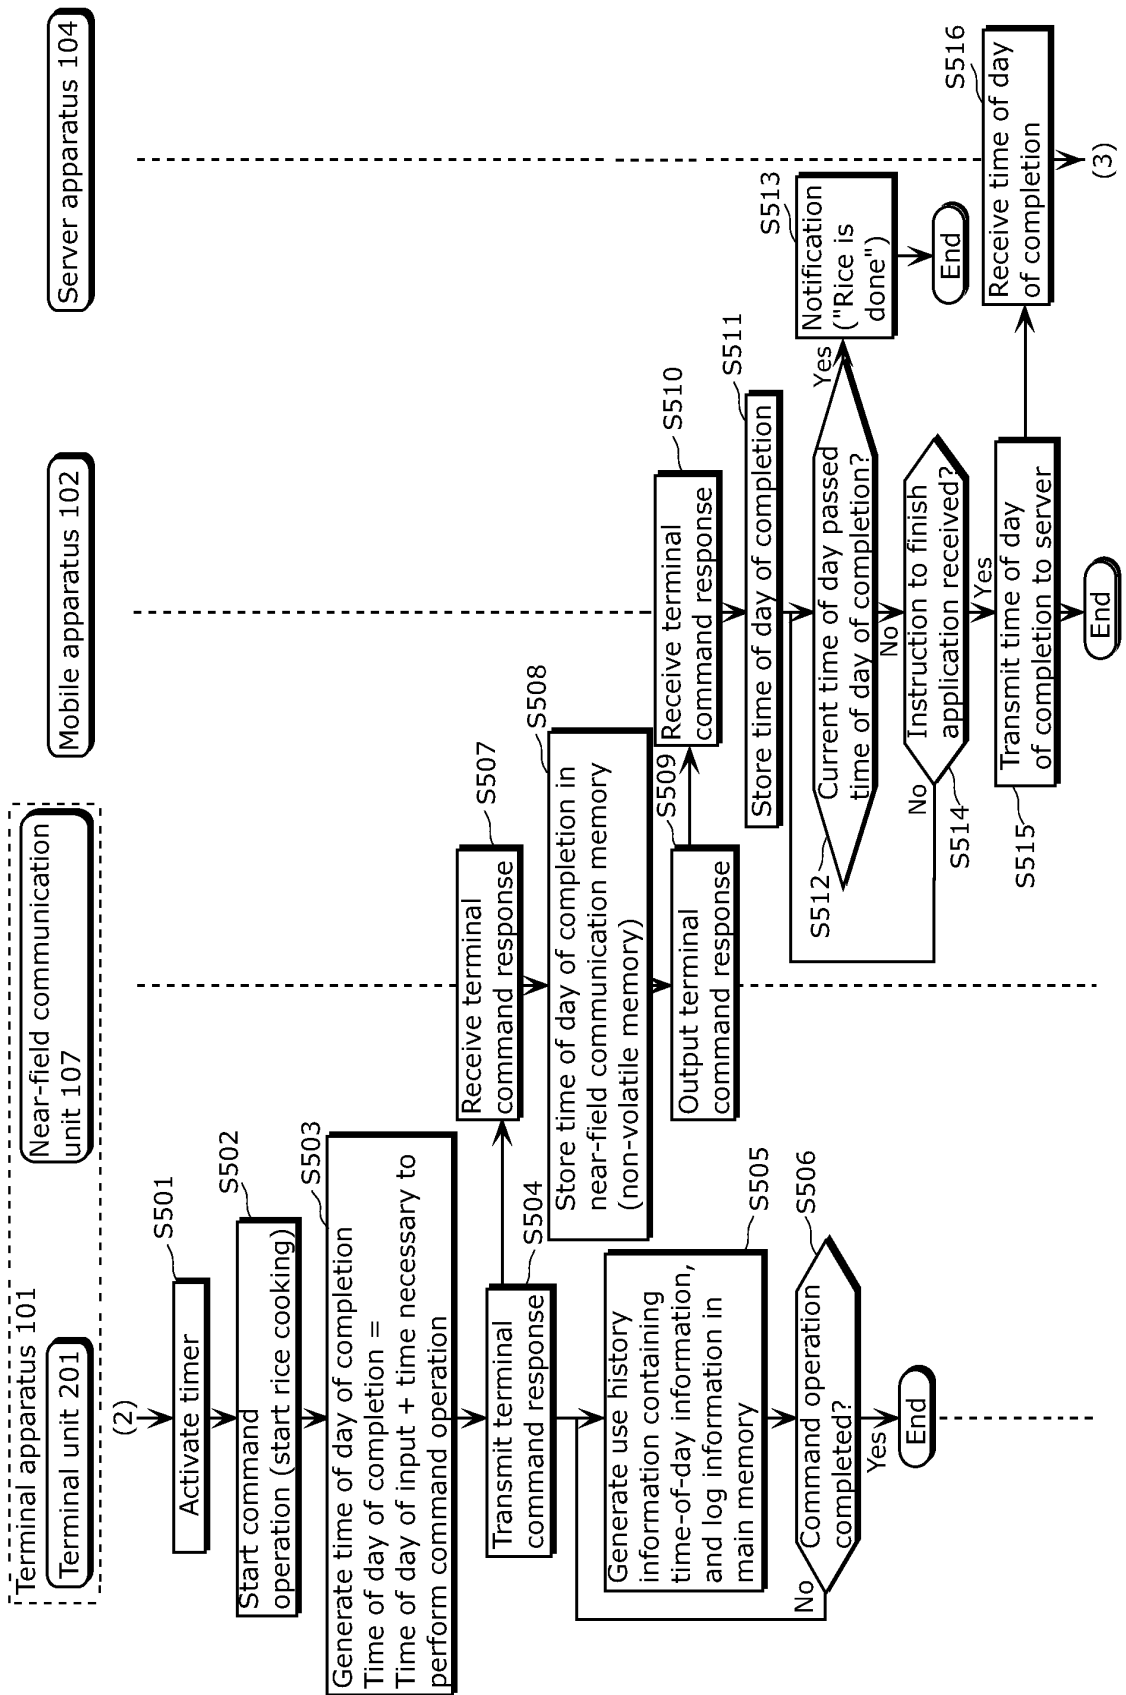 Terminal apparatus 101
Terminal unit 201
Near-field communication
unit 107
Mobile apparatus 102
Server apparatus 104
(2)
S501
Activate timer
S502
Start command
operation (start rice cooking)
S503
Generate time of day of completion
Time of day of completion =
Time of day of input + time necessary to
perform command operation
S504
Transmit terminal
command response
S505
Generate use history
information containing
time-of-day information,
and log information in
main memory
S506
Command operation
completed?
No
Yes
End
S507
Receive terminal
command response
S508
Store time of day of completion in
near-field communication memory
(non-volatile memory)
S509
Output terminal
command response
S510
Receive terminal
command response
S511
Store time of day of completion
S512
Current time of day passed
time of day of completion?
Yes
No
S513
Notification
("Rice is
done")
End
S514
Instruction to finish
application received?
No
Yes
S515
Transmit time of day
of completion to server
End
S516
Receive time of day
of completion
(3)